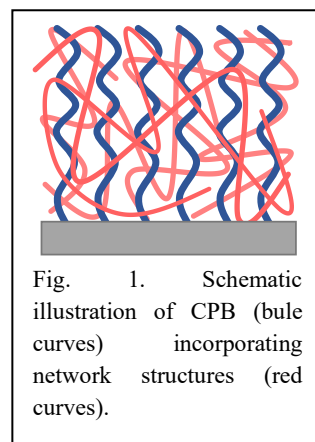 Fig. 1. Schematic
illustration of CPB (bule
curves) incorporating
network structures (red
curves).